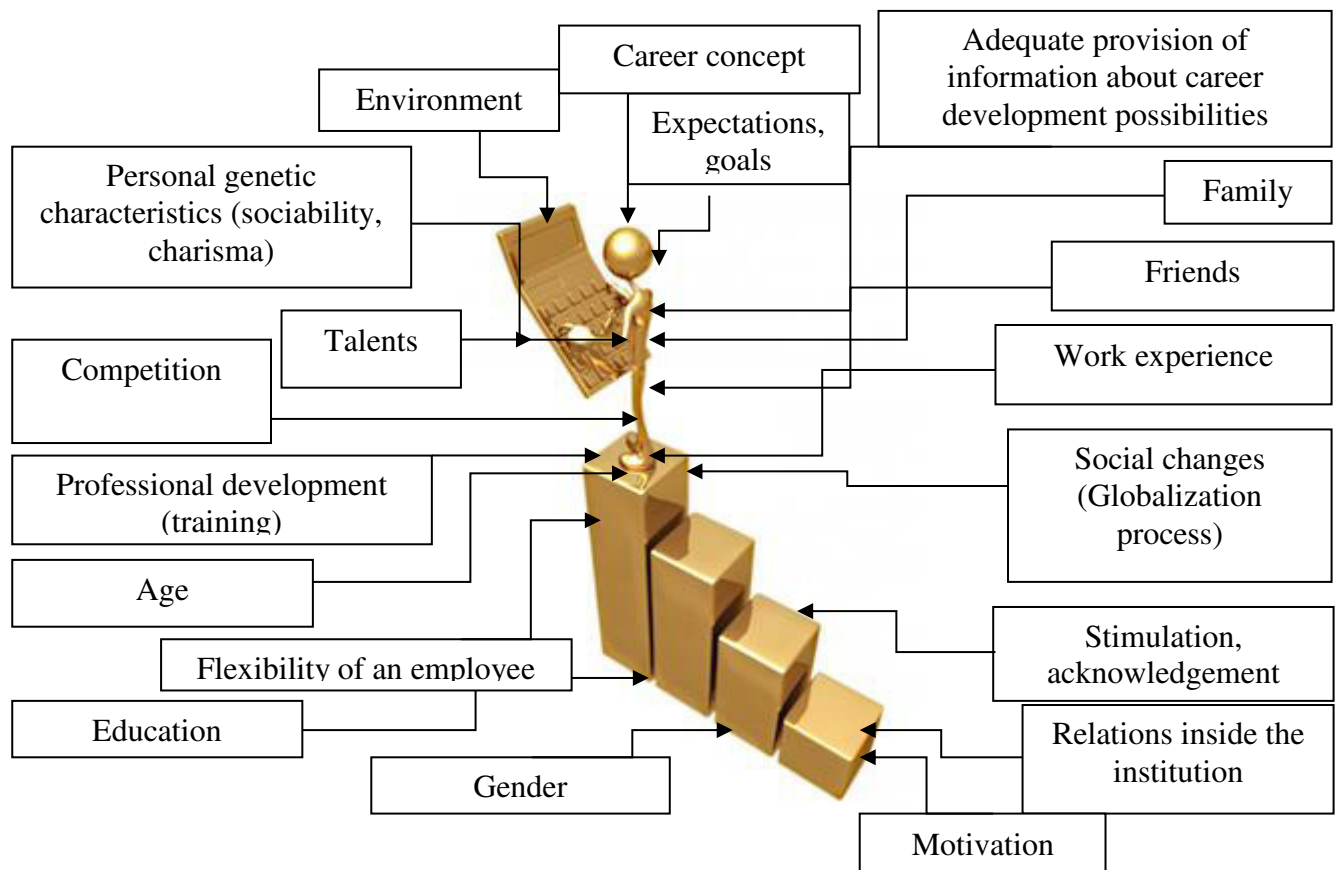 Career concept
Adequate provision of
information about career
development possibilities
Environment
Expectations,
goals
Personal genetic
characteristics (sociability,
charisma)
Family
Friends
Talents
Work experience
Competition
Social changes
(Globalization
process)
Professional development
(training)
Age
Stimulation,
acknowledgement
Flexibility of an employee
Education
Relations inside the
institution
Gender
Motivation